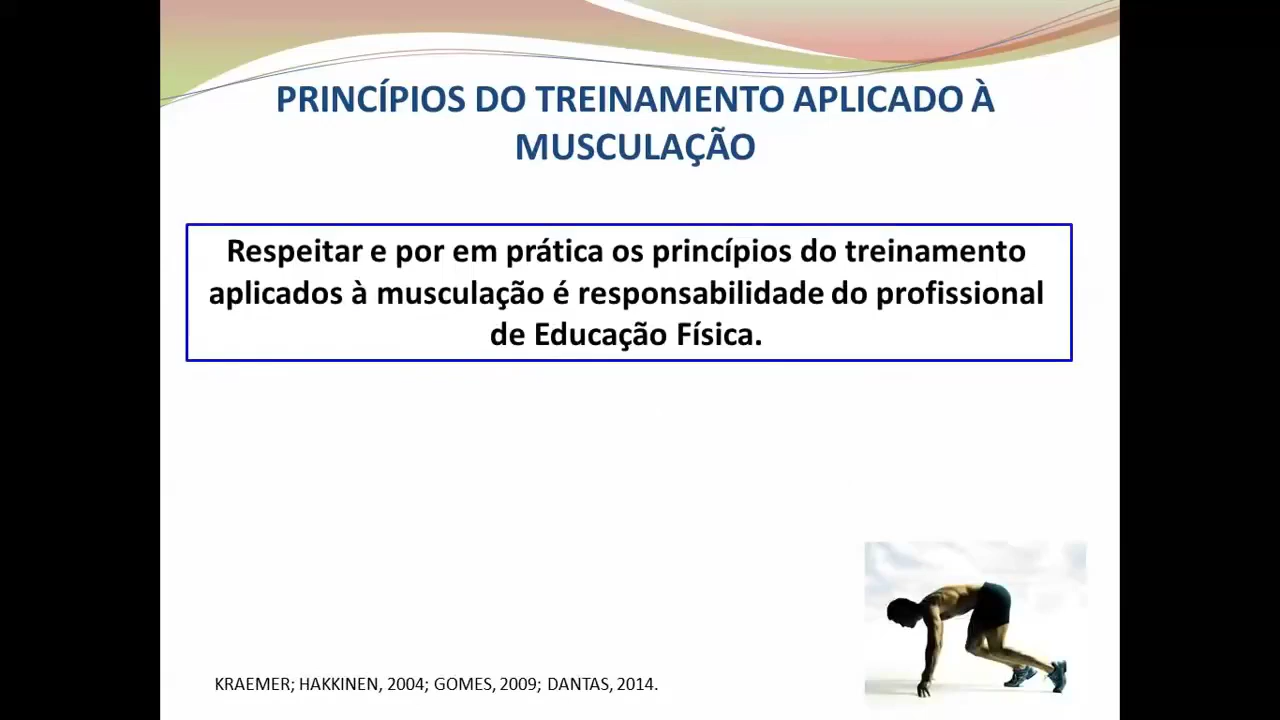 PRINCÍPIOS DO TREINAMENTO APLICADO À
MUSCULAÇÃO
Respeitar e por em prática os princípios do treinamento
aplicados à musculação é responsabilidade do profissional
de Educação Física.
KRAEMER; HAKKINEN, 2004; GOMES, 2009; DANTAS, 2014.